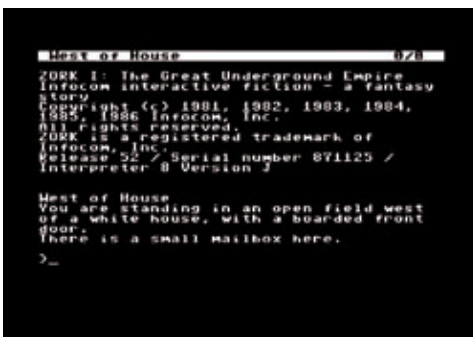 West of House 0/0
ZORK I: The Great Underground Empire
Infocom interactive fiction - a fantasy
story
Copyright (c) 1981, 1982, 1983, 1984,
1985, 1986 Infocom, Inc.
All rights reserved.
ZORK is a registered trademark of
Infocom, Inc.
Release 52 / Serial number 871125 /
Interpreter 8 Version J
West of House
You are standing in an open field west
of a white house, with a boarded front
door.
There is a small mailbox here.
>_